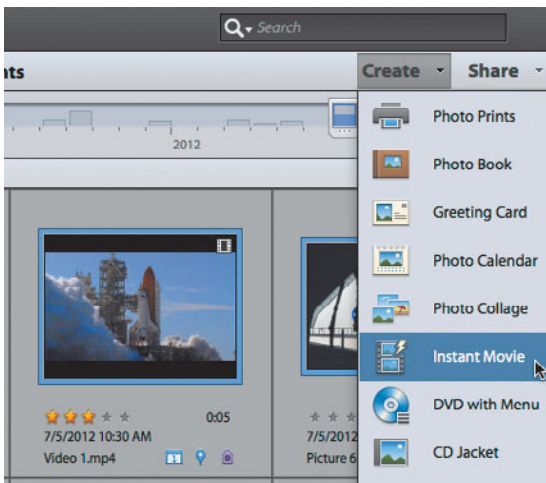 Search
nts
Create
Share
2012
Photo Prints
Photo Book
Greeting Card
Photo Calendar
Photo Collage
Instant Movie
DVD with Menu
CD Jacket
0:05
7/5/2012 10:30 AM
Video 1.mp4
7/5/2012
Picture 6